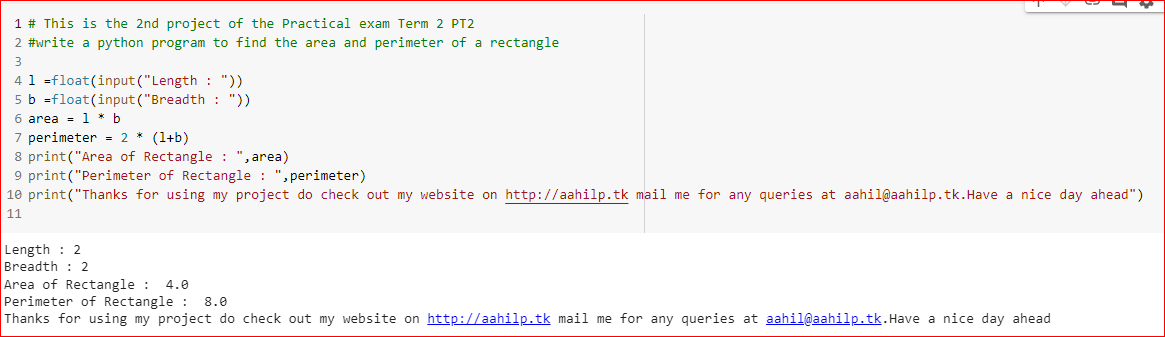 1 # This is the 2nd project of the Practical exam Term 2 PT2
2 #write a python program to find the area and perimeter of a rectangle
3
4 l =float(input("Length : "))
5 b =float(input("Breadth : "))
6 area = l * b
7 perimeter = 2 * (l+b)
8 print("Area of Rectangle : ",area)
9 print("Perimeter of Rectangle : ",perimeter)
10 print("Thanks for using my project do check out my website on http://aahilp.tk mail me for any queries at aahil@aahilp.tk.Have a nice day ahead")
11
Length : 2
Breadth : 2
Area of Rectangle :  4.0
Perimeter of Rectangle :  8.0
Thanks for using my project do check out my website on http://aahilp.tk mail me for any queries at aahil@aahilp.tk.Have a nice day ahead